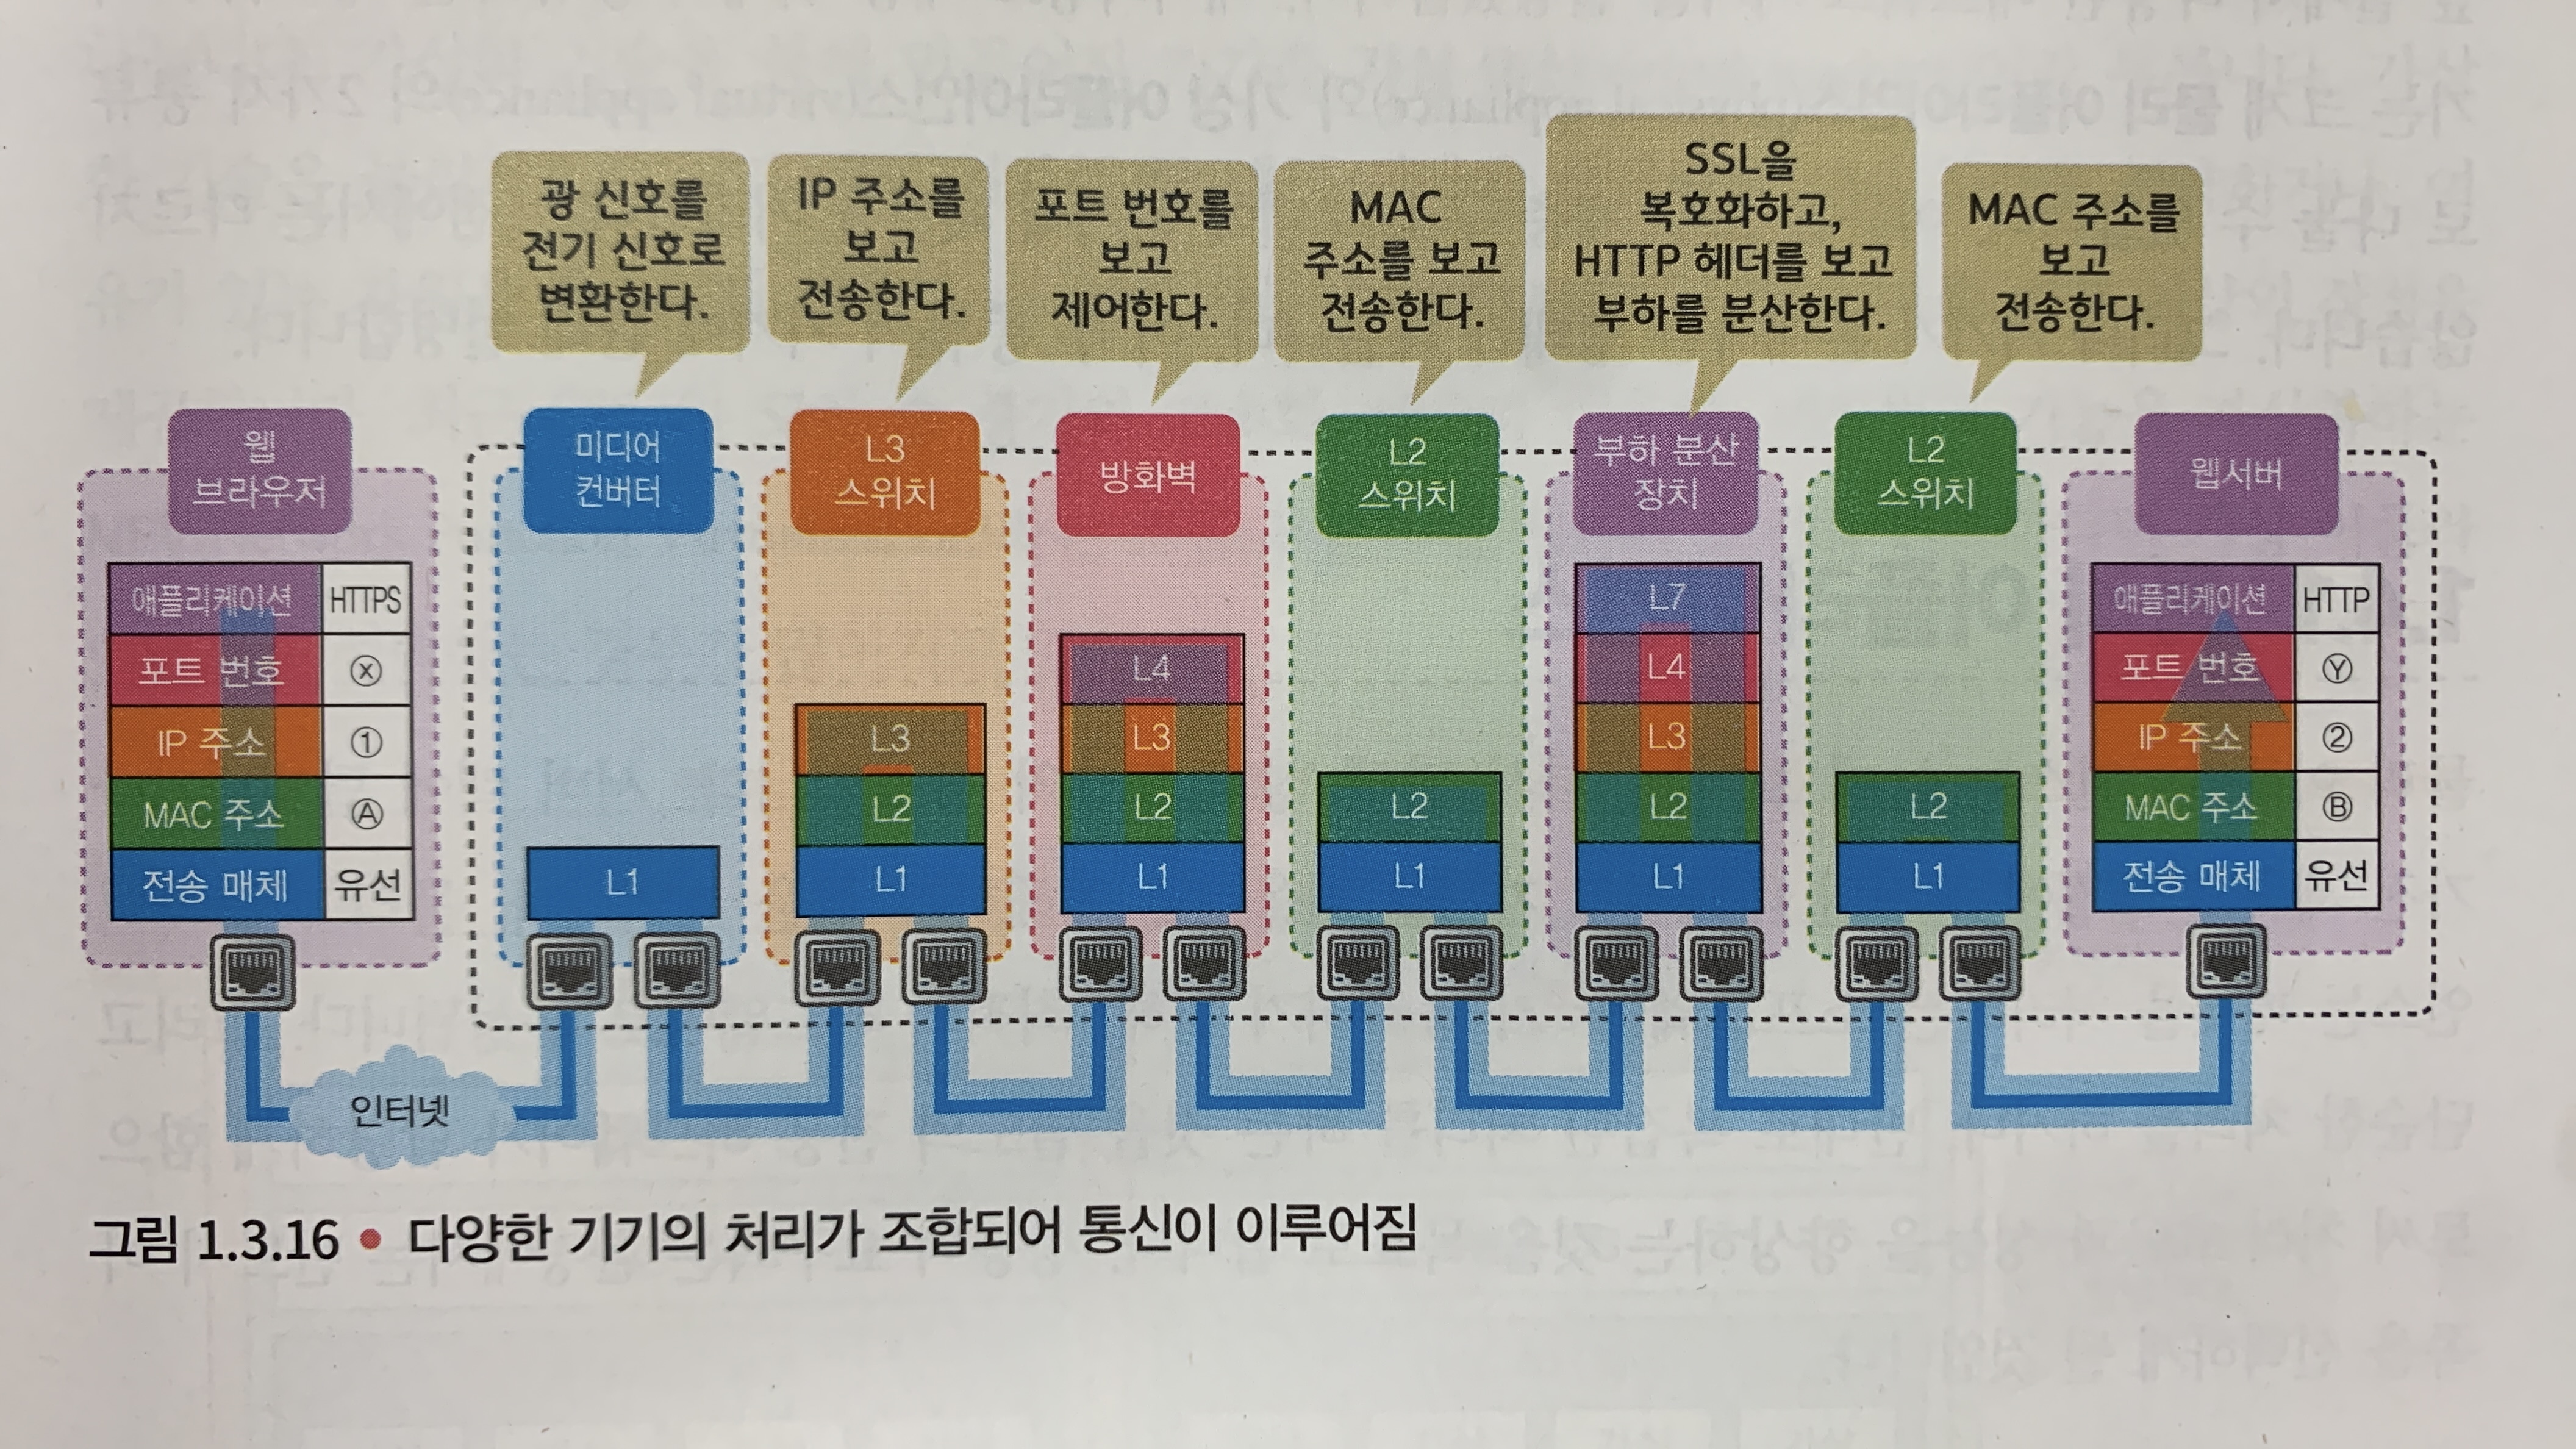 광 신호를
전기 신호로
변환한다.
IP 주소를
보고
전송한다.
포트 번호를
보고
제어한다.
MAC
주소를 보고
전송한다.
SSL을
복호화하고,
HTTP 헤더를 보고
부하를 분산한다.
MAC 주소를
보고
전송한다.
웹
브라우저
미디어
컨버터
L3
스위치
방화벽
L2
스위치
부하 분산
장치
L2
스위치
웹서버
애플리케이션 HTTPS
포트 번호 ⓧ
IP 주소 ①
MAC 주소 Ⓐ
전송 매체 유선
L1
L3
L2
L1
L4
L3
L2
L1
L2
L1
L7
L4
L3
L2
L1
L2
L1
애플리케이션 HTTP
포트 번호 Ⓨ
IP 주소 ②
MAC 주소 Ⓑ
전송 매체 유선
인터넷
그림 1.3.16 • 다양한 기기의 처리가 조합되어 통신이 이루어짐